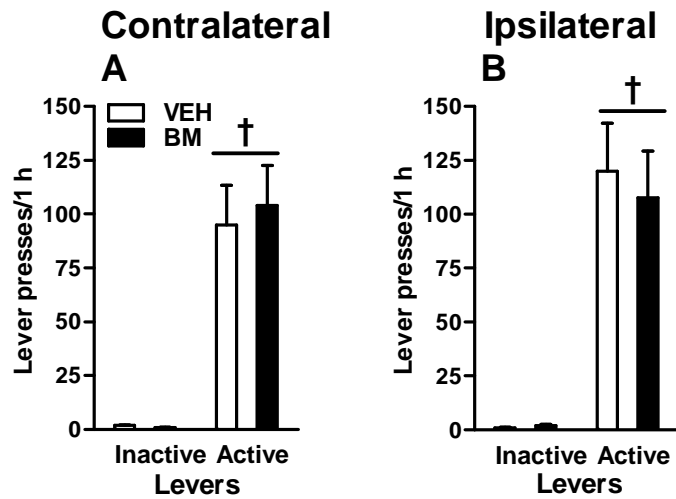 Contralateral
A
†
VEH
BM
150
125
100
75
50
25
0
Lever presses/1 h
Inactive Active
Levers
Ipsilateral
B
†
150
125
100
75
50
25
0
Lever presses/1 h
Inactive Active
Levers